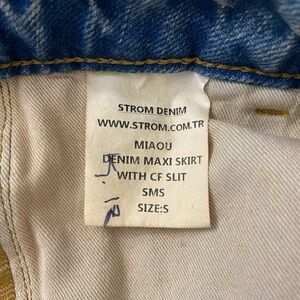 STROM DENIM
WWW.STROM.COM.TR
MIAOU
DENIM MAXI SKIRT
WITH CF SLIT
SMS
SIZE:S